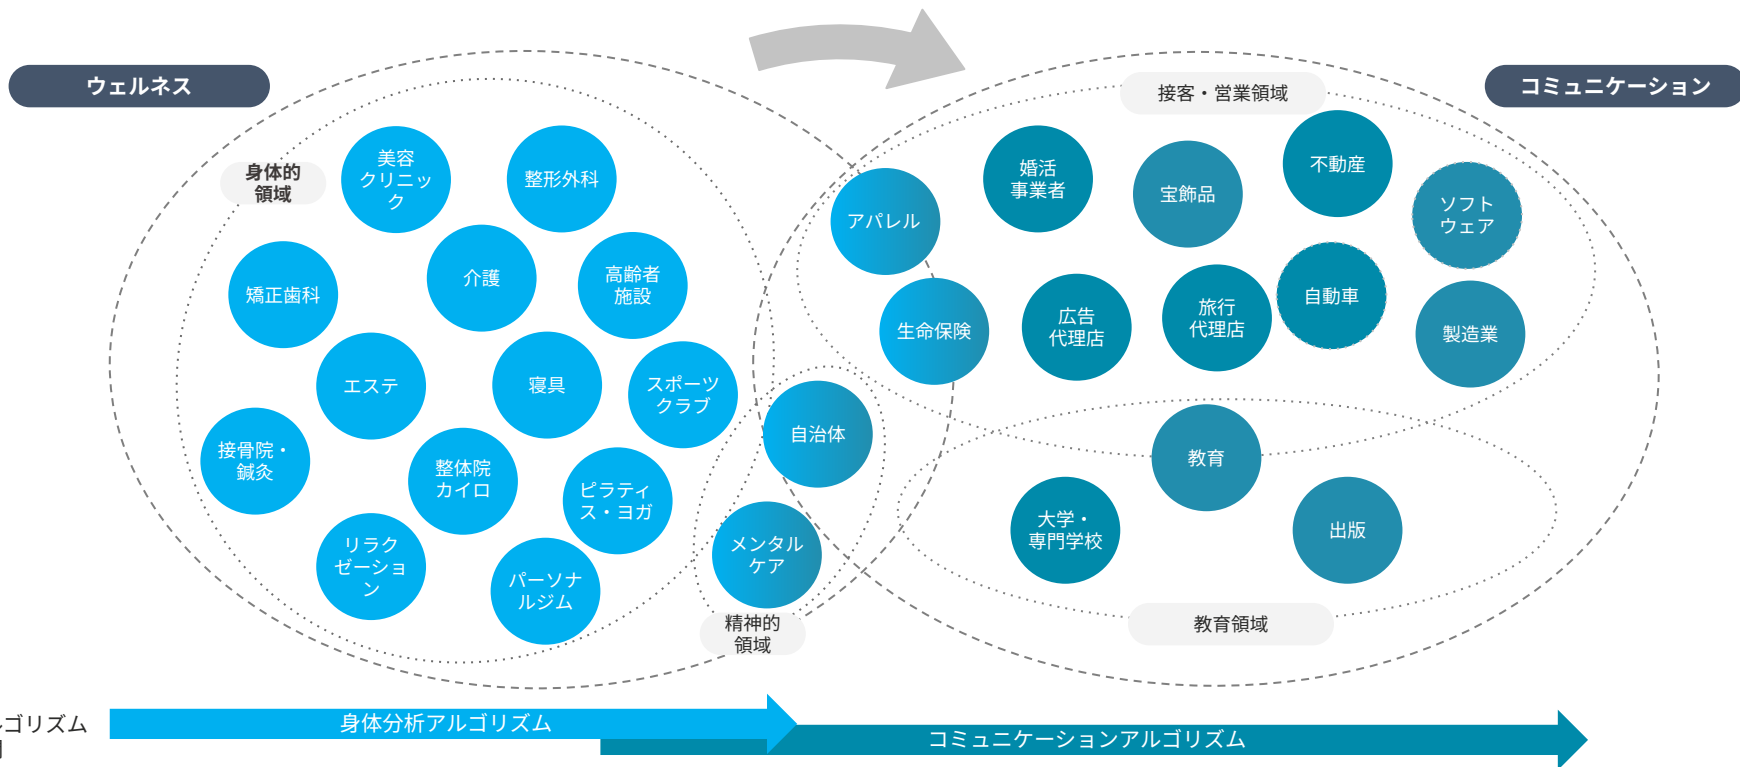 ウェルネス
コミュニケーション
接客・営業領域
身体的
領域
美容
クリニッ
ク
整形外科
矯正歯科
介護
高齢者
施設
エステ
寝具
スポーツ
クラブ
接骨院・
鍼灸
整体院
カイロ
ピラティ
ス・ヨガ
リラク
ゼーショ
ン
パーソナ
ルジム
アパレル
生命保険
自治体
メンタル
ケア
精神的
領域
婚活
事業者
宝飾品
不動産
ソフト
ウェア
広告
代理店
旅行
代理店
自動車
製造業
教育
大学・
専門学校
出版
教育領域
ゴリズム
身体分析アルゴリズム
コミュニケーションアルゴリズム